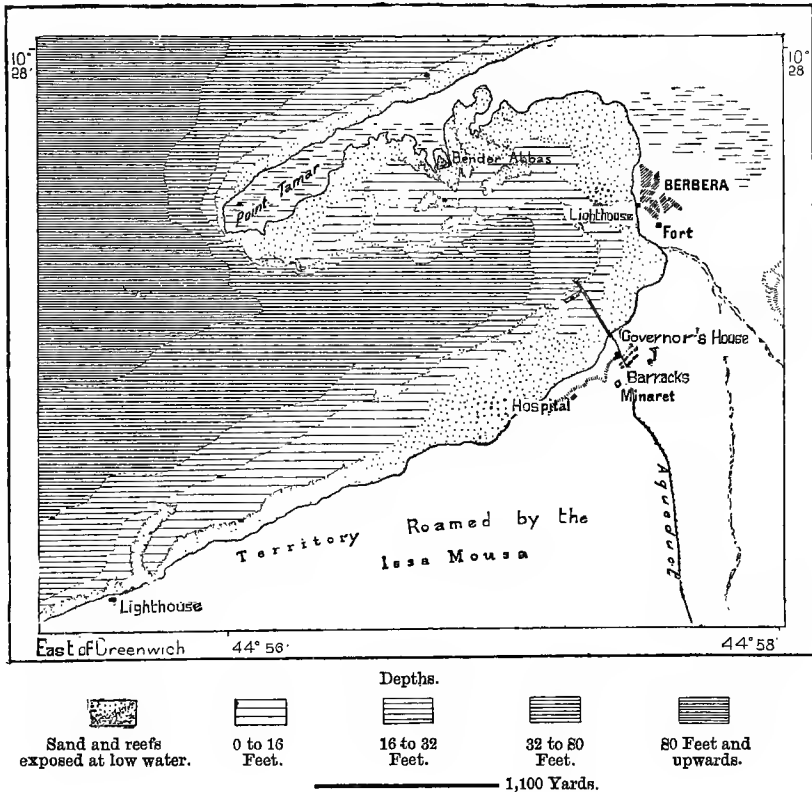 10°
28'
10°
28'
Point Tamar
Bender Abbas
BERBERA
Lighthouse
Fort
Governor's House
Barracks
Minaret
Hospital
Aquaduct
Territory Roamed by the
Issa Mousa
Lighthouse
East of Greenwich
44° 56'
44° 58'
Depths.
Sand and reefs
exposed at low water.
0 to 16
Feet.
16 to 32
Feet.
32 to 80
Feet.
80 Feet and
upwards.
1,100 Yards.